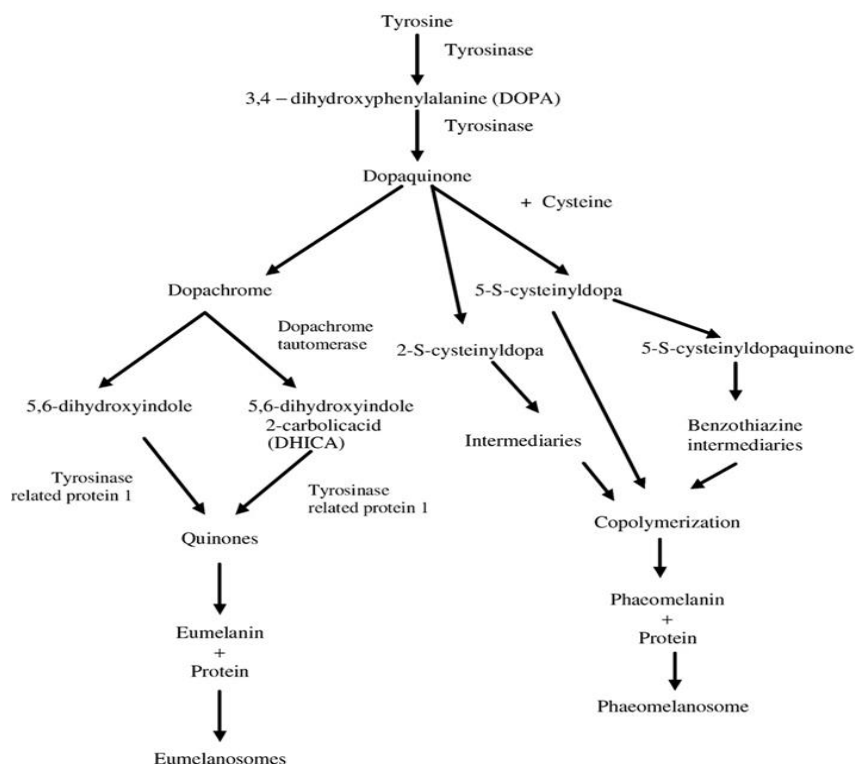 Tyrosine
Tyrosinase
3,4 – dihydroxyphenylalanine (DOPA)
Tyrosinase
Dopaquinone
+ Cysteine
Dopachrome
5-S-cysteinyldopa
Dopachrome
tautomerase
2-S-cysteinyldopa
5-S-cysteinyldopaquinone
5,6-dihydroxyindole
5,6-dihydroxyindole
2-carbolicacid
(DHICA)
Intermediaries
Benzothiazine
intermediaries
Tyrosinase
related protein 1
Tyrosinase
related protein 1
Quinones
Copolymerization
Eumelanin
+
Protein
Phaeomelanin
+
Protein
Eumelanosomes
Phaeomelanosome